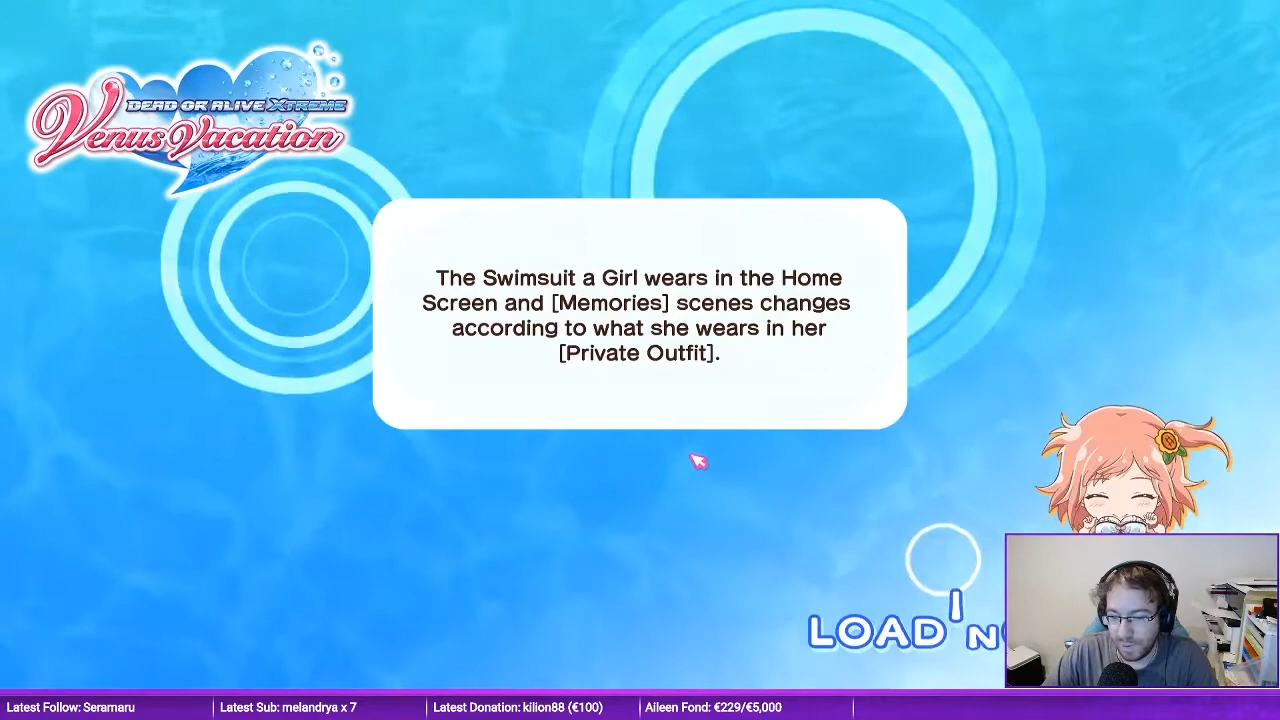 DEAD OR ALIVE XTREME
Venus Vacation
The Swimsuit a Girl wears in the Home
Screen and [Memories] scenes changes
according to what she wears in her
[Private Outfit].
LOADIN
Latest Follow: Seramaru
Latest Sub: melandrya x 7
Latest Donation: kilion88 (€100)
Aileen Fond: €229/€5,000